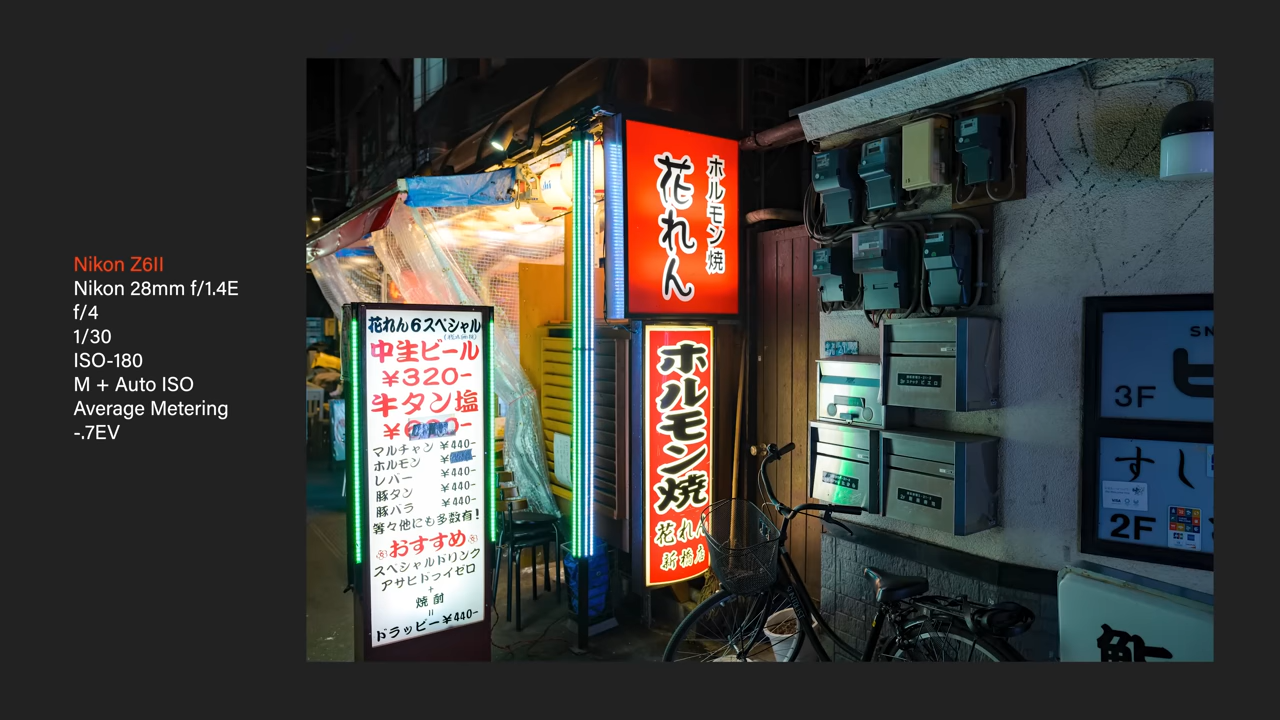 Nikon Z6II
Nikon 28mm f/1.4E
f/4
1/30
ISO-180
M + Auto ISO
Average Metering
-.7EV
花れん6スペシャル
中生ビール
¥320-
牛タン塩
マルチャン ¥440-
ホルモン
レバー ¥440-
豚タン ¥440-
豚バラ ¥440-
等々他にも多数有!
おすすめ
スペシャルドリンク
アサヒドライゼロ
+
焼酎
=
ドラッピー¥440-
ホルモン焼
花れん
ホルモン焼
花れん
新橋店
SN
ピ
3F
すし
2F
鮨